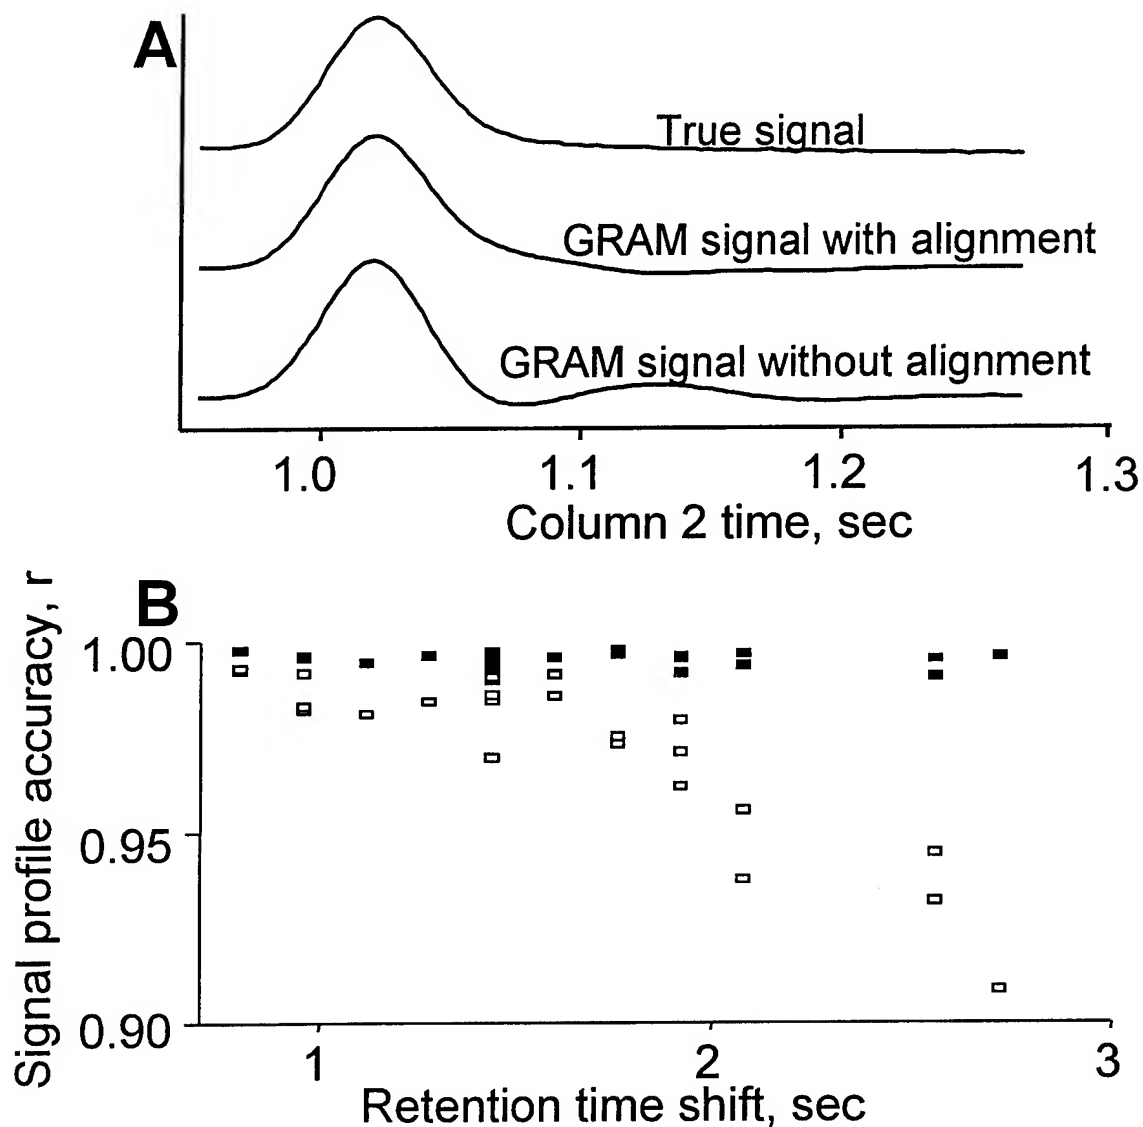 A
True signal
GRAM signal with alignment
GRAM signal without alignment
1.0 1.1 1.2 1.3
Column 2 time, sec
B
Signal profile accuracy, r
1.00
0.95
0.90
1 2 3
Retention time shift, sec